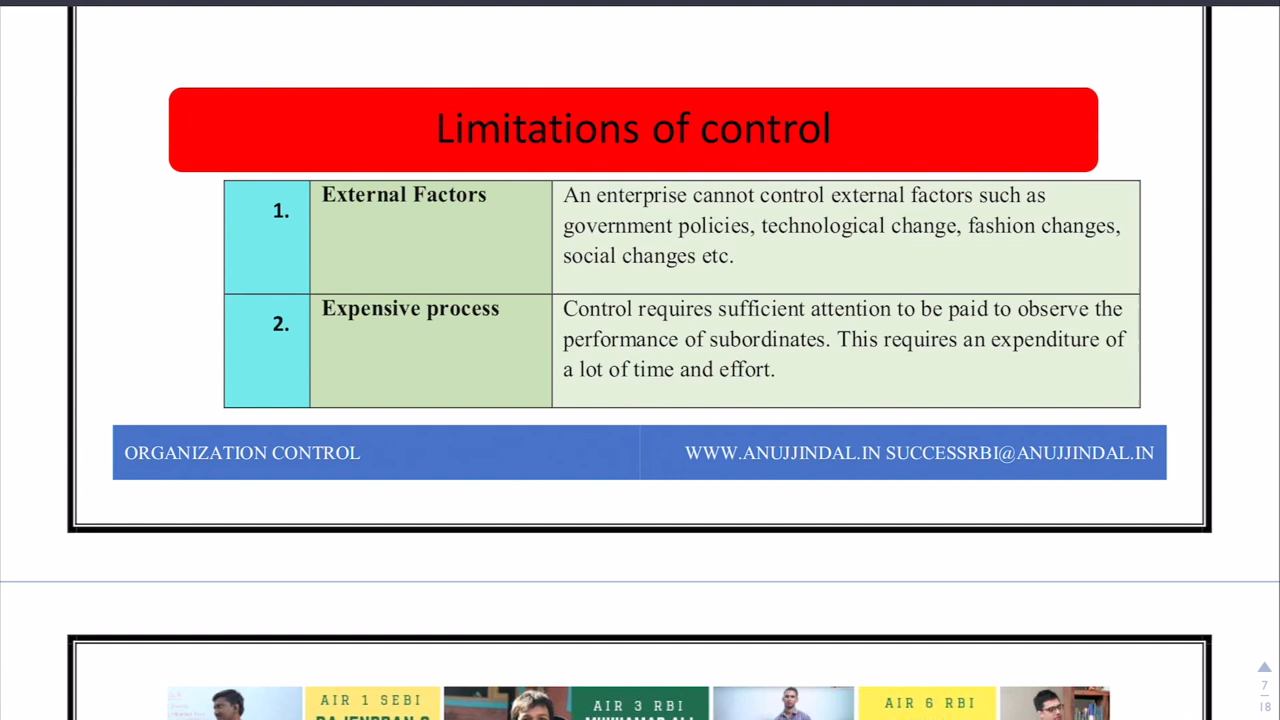 Limitations of control
1.
External Factors
An enterprise cannot control external factors such as
government policies, technological change, fashion changes,
social changes etc.
2.
Expensive process
Control requires sufficient attention to be paid to observe the
performance of subordinates. This requires an expenditure of
a lot of time and effort.
ORGANIZATION CONTROL
WWW.ANUJJINDAL.IN SUCCESSRBI@ANUJJINDAL.IN
AIR 1 SEBI
AIR 3 RBI
AIR 6 RBI
7
18